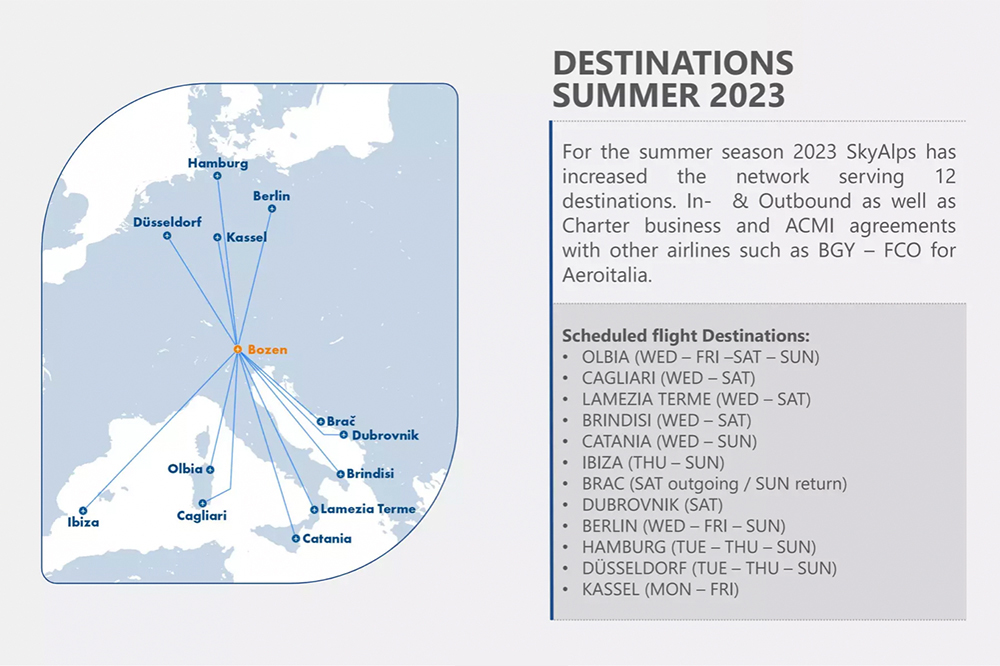 DESTINATIONS
SUMMER 2023
For the summer season 2023 SkyAlps has
increased the network serving 12
destinations. In- & Outbound as well as
Charter business and ACMI agreements
with other airlines such as BGY – FCO for
Aeroitalia.
Scheduled flight Destinations:
• OLBIA (WED – FRI –SAT – SUN)
• CAGLIARI (WED – SAT)
• LAMEZIA TERME (WED – SAT)
• BRINDISI (WED – SAT)
• CATANIA (WED – SUN)
• IBIZA (THU – SUN)
• BRAC (SAT outgoing / SUN return)
• DUBROVNIK (SAT)
• BERLIN (WED – FRI – SUN)
• HAMBURG (TUE – THU – SUN)
• DÜSSELDORF (TUE – THU – SUN)
• KASSEL (MON – FRI)
Hamburg
Berlin
Düsseldorf
Kassel
Bozen
Brač
Dubrovnik
Olbia
Brindisi
Cagliari
Lamezia Terme
Ibiza
Catania